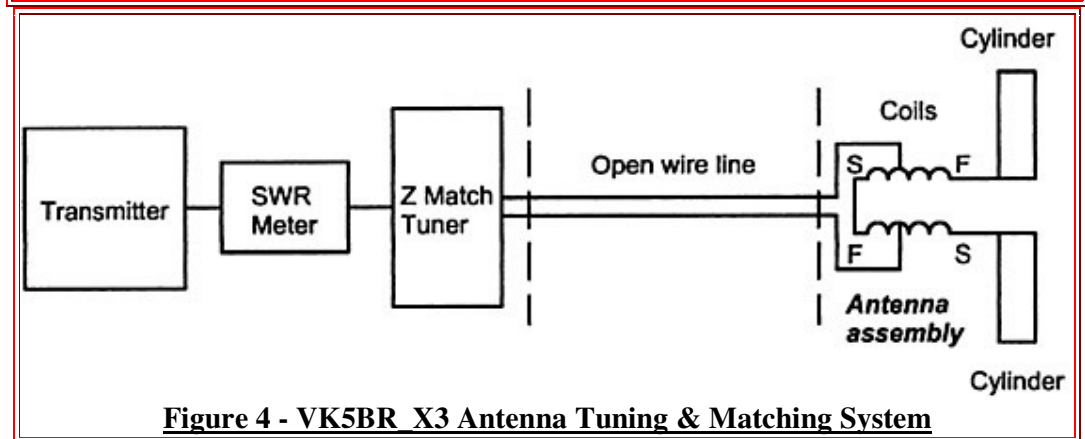 Cylinder
Coils
S F
Open wire line
Transmitter
SWR
Meter
Z Match
Tuner
F S
Antenna
assembly
Cylinder
Figure 4 - VK5BR_X3 Antenna Tuning & Matching System